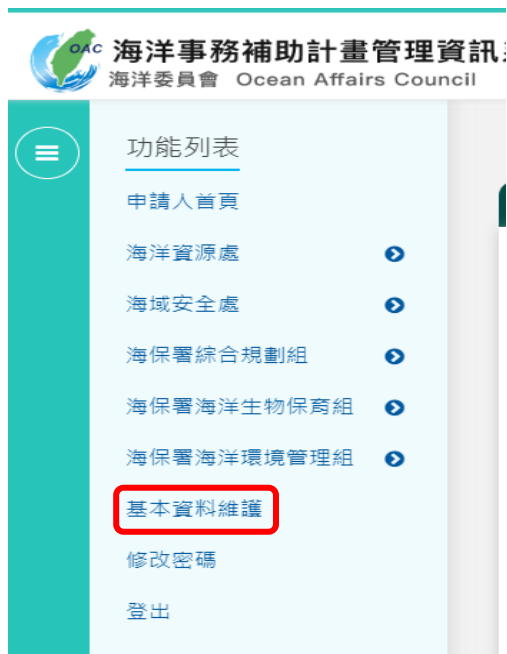 OAC
海洋事務補助計畫管理資訊
海洋委員會 Ocean Affairs Council
功能列表
申請人首頁
海洋資源處
海域安全處
海保署綜合規劃組
海保署海洋生物保育組
海保署海洋環境管理組
基本資料維護
修改密碼
登出